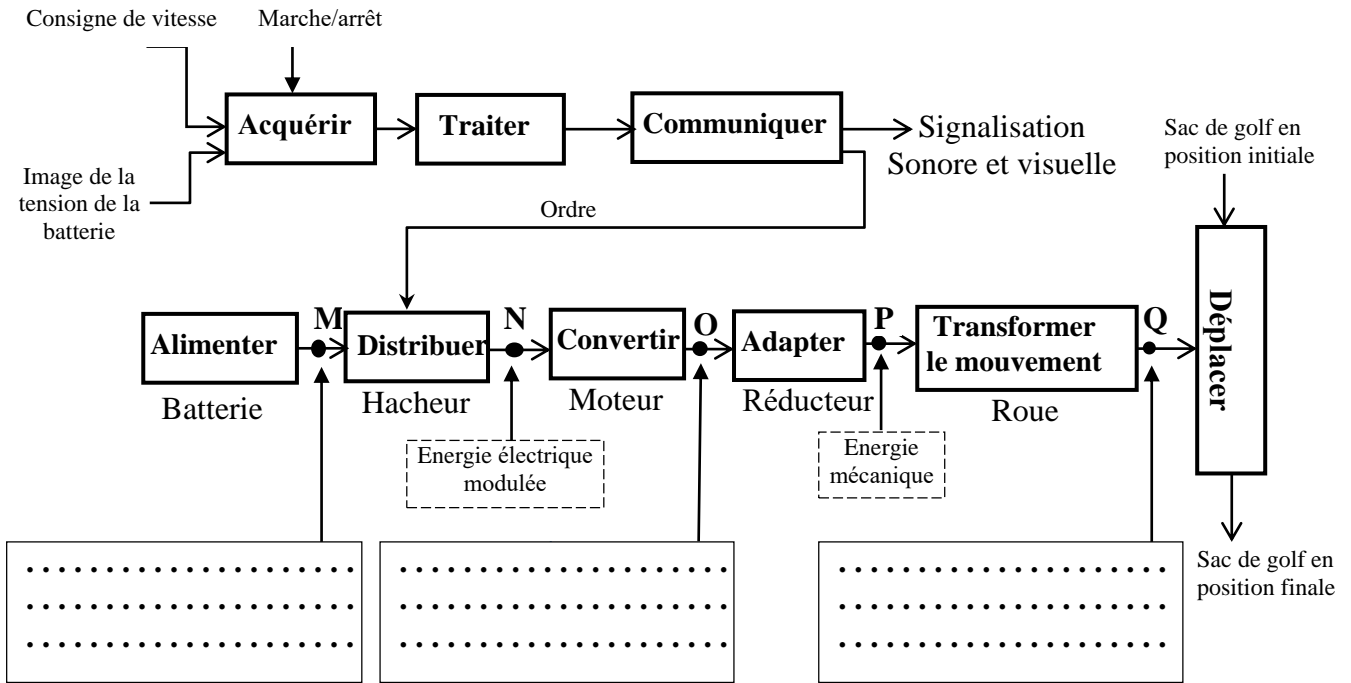 Consigne de vitesse
Marche/arrêt
Acquérir
Traiter
Communiquer
Signalisation
Sonore et visuelle
Image de la
tension de la
batterie
Ordre
Sac de golf en
position initiale
Alimenter
M
Distribuer
N
Convertir
O
Adapter
P
Transformer
le mouvement
Q
Déplacer
Batterie
Hacheur
Moteur
Réducteur
Roue
Energie électrique
modulée
Energie
mécanique
Sac de golf en
position finale